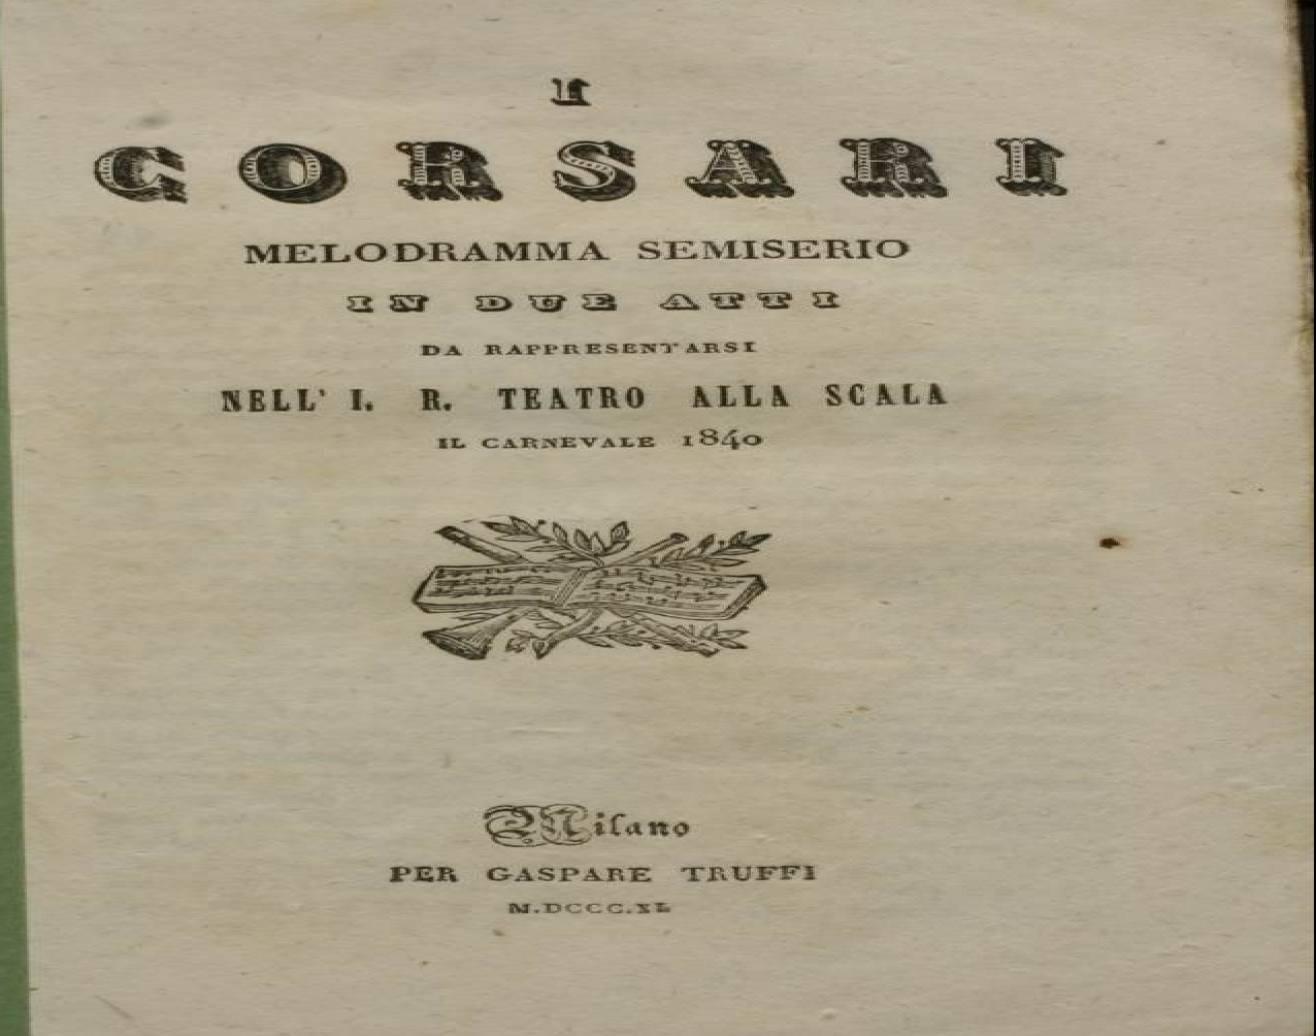 I
CORSARI
MELODRAMMA SEMISERIO
IN DUE ATTI
DA RAPPRESENTARSI
NELL' I. R. TEATRO ALLA SCALA
IL CARNEVALE 1840
Milano
PER GASPARE TRUFFI
M.DCCC.XL